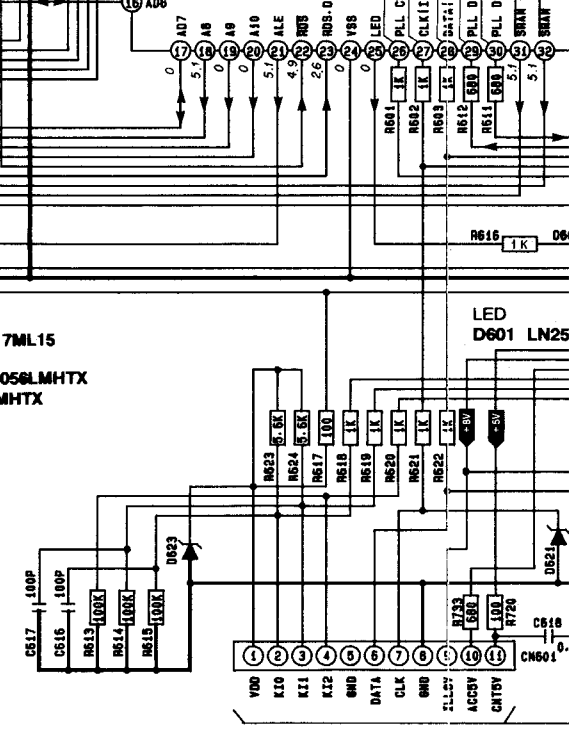 16 AD8
AD7
A8
A9
A10
ALE
RDS
RDS.D
VSS
LED
PLL C
CLK(I
DATA(
PLL D
PLL D
17 18 19 20 21 22 23 24 25 26 27 28 29 30 31 32
0
5.1
0
0
5.1
4.9
2.6
0
0
5.1
5.1
R601 1K
R602 1K
R603 1K
R612 680
R611 680
R616 1K
LED
D601 LN25
7ML15
056LMHTX
MHTX
R623 5.6K
R624 5.6K
R617 100
R618 1K
R619 1K
R620 1K
R621 1K
R622 1K
+8V
+5V
D623
D621
C617 100P
C616 100P
R613 100K
R614 100K
R615 100K
R733 680
R720 100
C618
0.
1 2 3 4 5 6 7 8 9 10 11
CN601
VDD
KI0
KI1
KI2
GND
DATA
CLK
GND
ACC5V
CNT5V